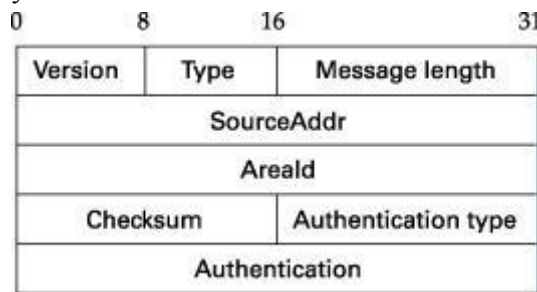 0 8 16 31
Version Type Message length
SourceAddr
AreaId
Checksum Authentication type
Authentication